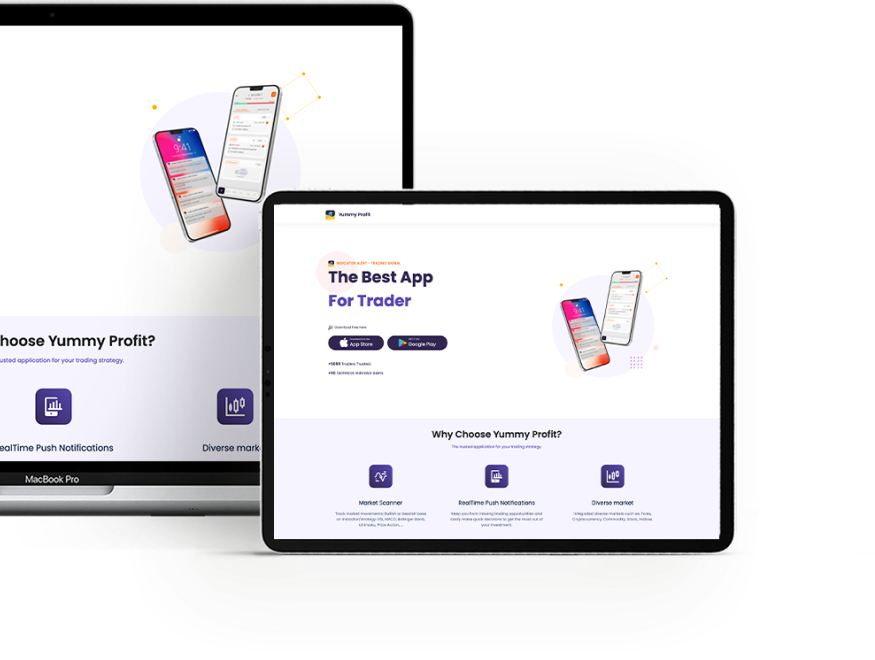 9:41
hoose Yummy Profit?
usted application for your trading strategy.
ealTime Push Notifications
Diverse mark
MacBook Pro
Yummy Profit
INDICATOR ALERT - TRADING SIGNAL
The Best App
For Trader
Download free here
App Store
Google Play
Traders Trusted
Technical Indicator Alerts
9:41
Why Choose Yummy Profit?
The trusted application for your trading strategy.
Market Scanner
RealTime Push Notifications
Diverse market
Track market movements: Bullish or bearish base
on Indicator/Strategy: RSI, MACD, Bollinger Band,
Ichimoku, Price Action,...
Keep you from missing trading opportunities and
easily make quick decisions to get the most out of
your investment.
Integrated diverse markets such as: Forex,
Cryptocurrency, Commodity, Stock, Indices.